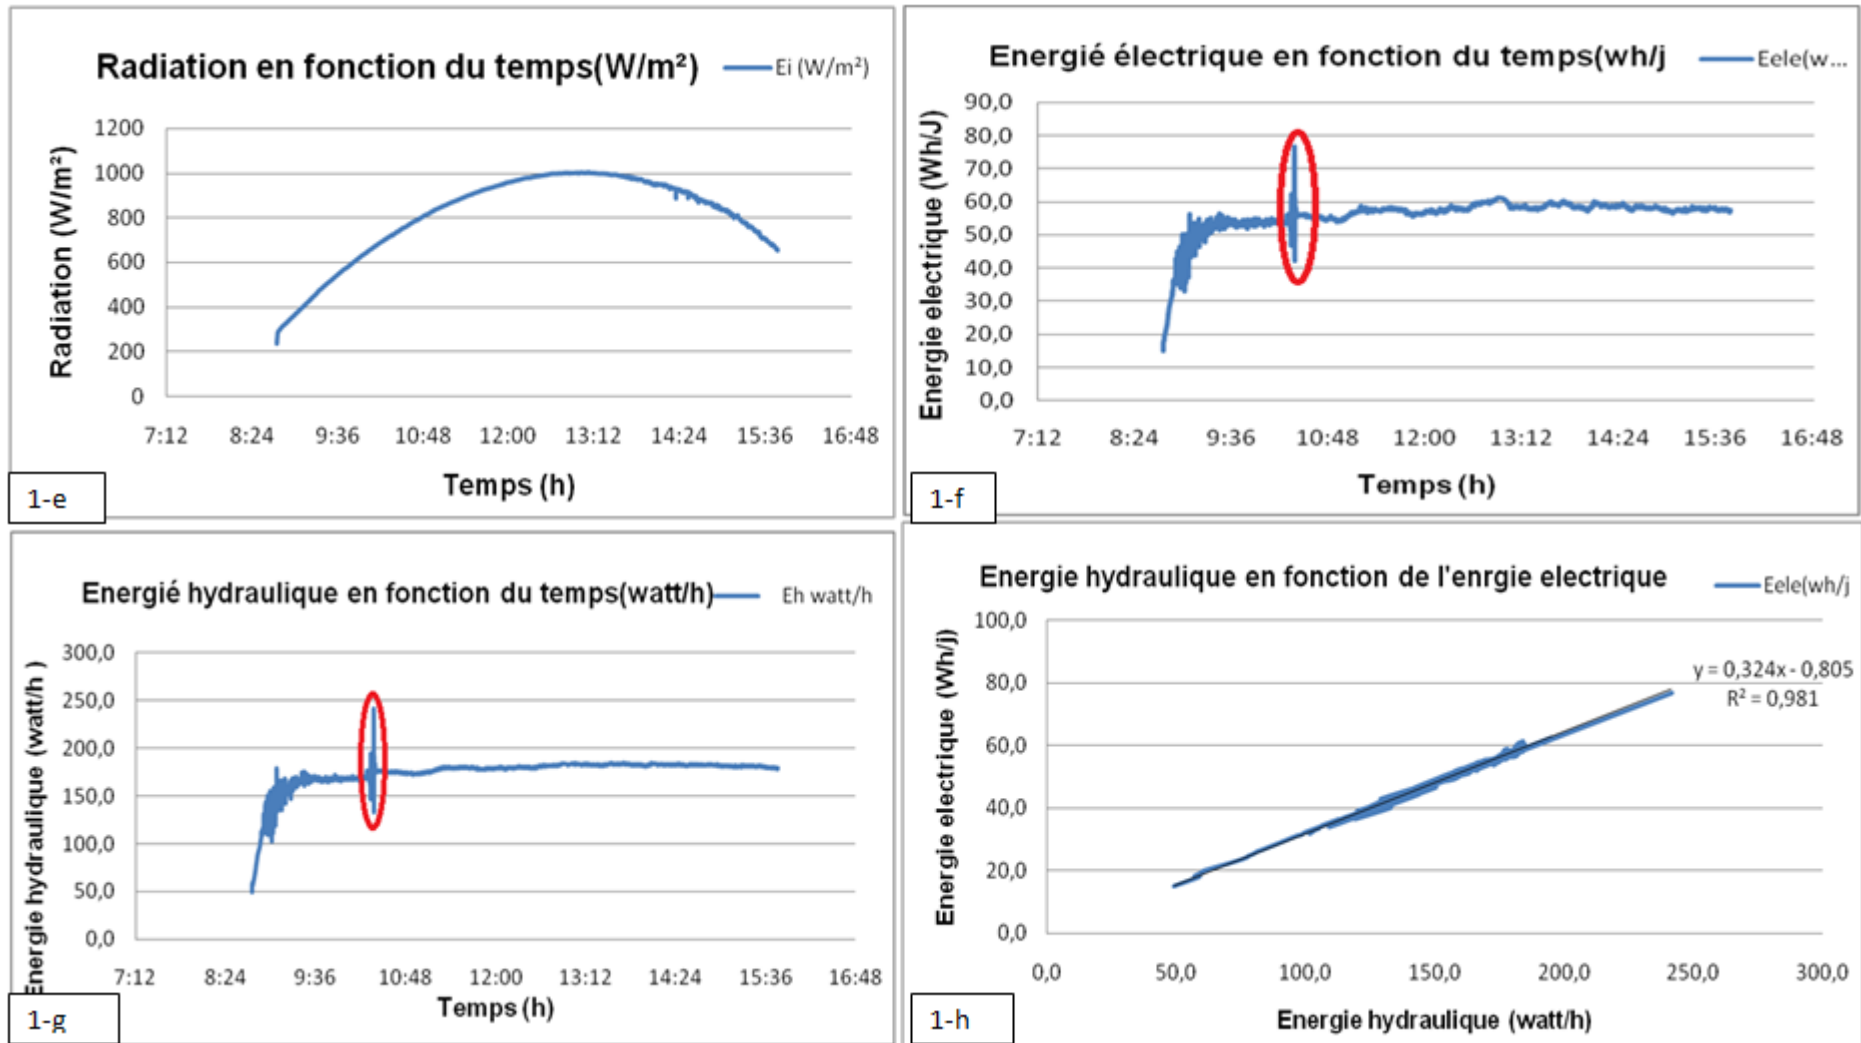 Radiation en fonction du temps(W/m²)
Ei (W/m²)
Radiation (W/m²)
1200
1000
800
600
400
200
0
7:12 8:24 9:36 10:48 12:00 13:12 14:24 15:36 16:48
Temps (h)
1-e
Energié électrique en fonction du temps(wh/j
Eele(w...
Energie electrique (Wh/J)
90,0
80,0
70,0
60,0
50,0
40,0
30,0
20,0
10,0
0,0
7:12 8:24 9:36 10:48 12:00 13:12 14:24 15:36 16:48
Temps (h)
1-f
Energié hydraulique en fonction du temps(watt/h)
Eh watt/h
Energie hydraulique (watt/h )
300,0
250,0
200,0
150,0
100,0
50,0
0,0
7:12 8:24 9:36 10:48 12:00 13:12 14:24 15:36 16:48
Temps (h)
1-g
Energie hydraulique en fonction de l'enrgie electrique
Eele(wh/j
Energie electrique (Wh/j)
100,0
80,0
60,0
40,0
20,0
0,0
y = 0,324x - 0,805
R² = 0,981
0,0 50,0 100,0 150,0 200,0 250,0 300,0
Energie hydraulique (watt/h)
1-h